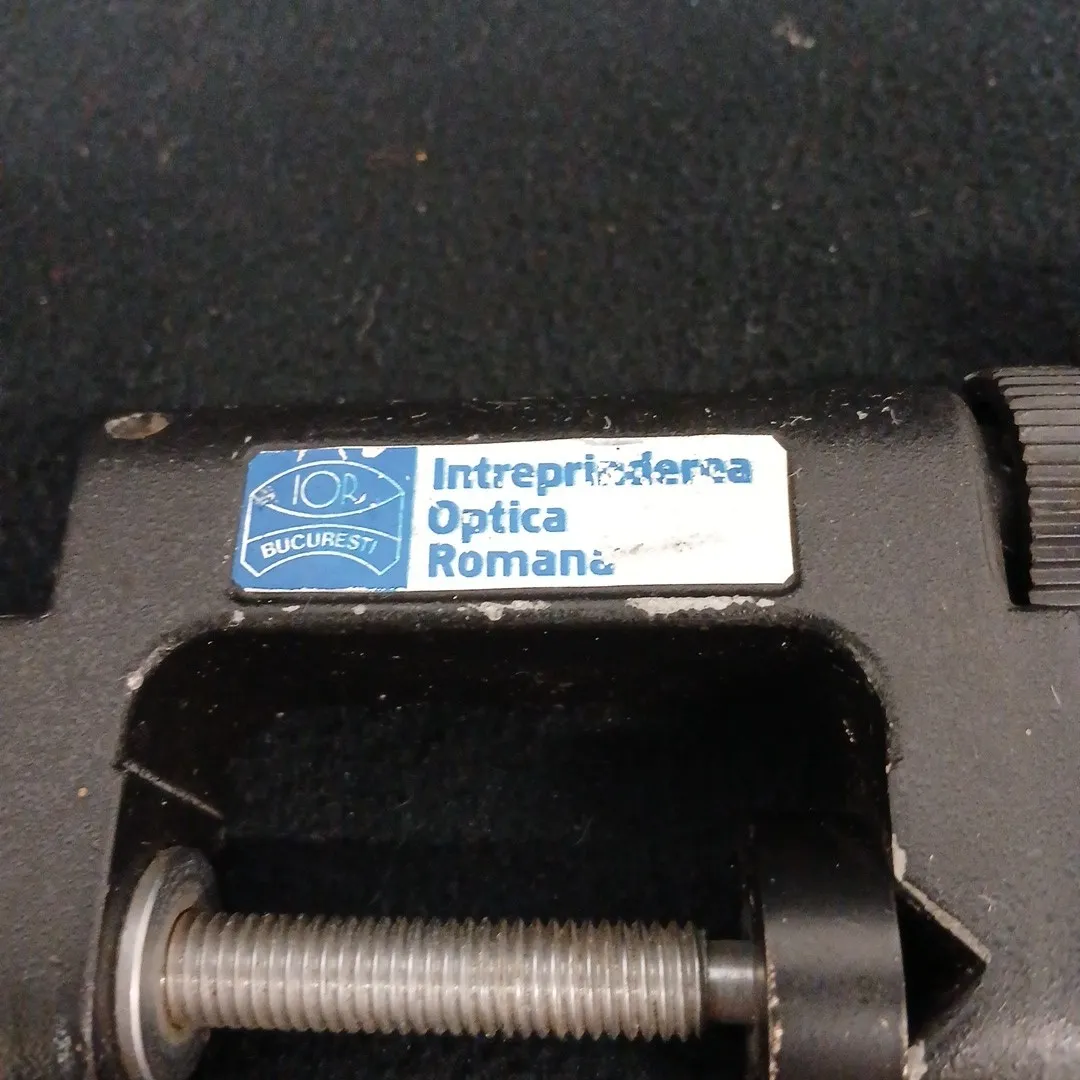 IOR
BUCURESTI
Intreprinderea
Optica
Romana